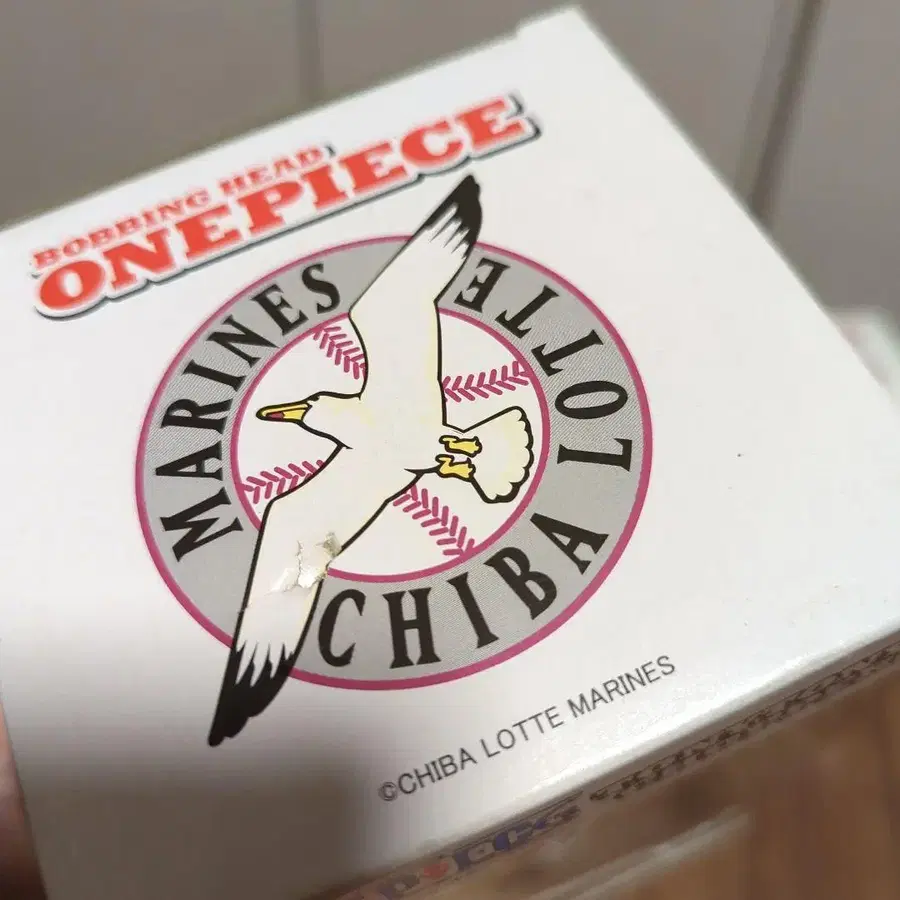 BOBBING HEAD
ONEPIECE
MARINES
CHIBA LOTTE
©CHIBA LOTTE MARINES